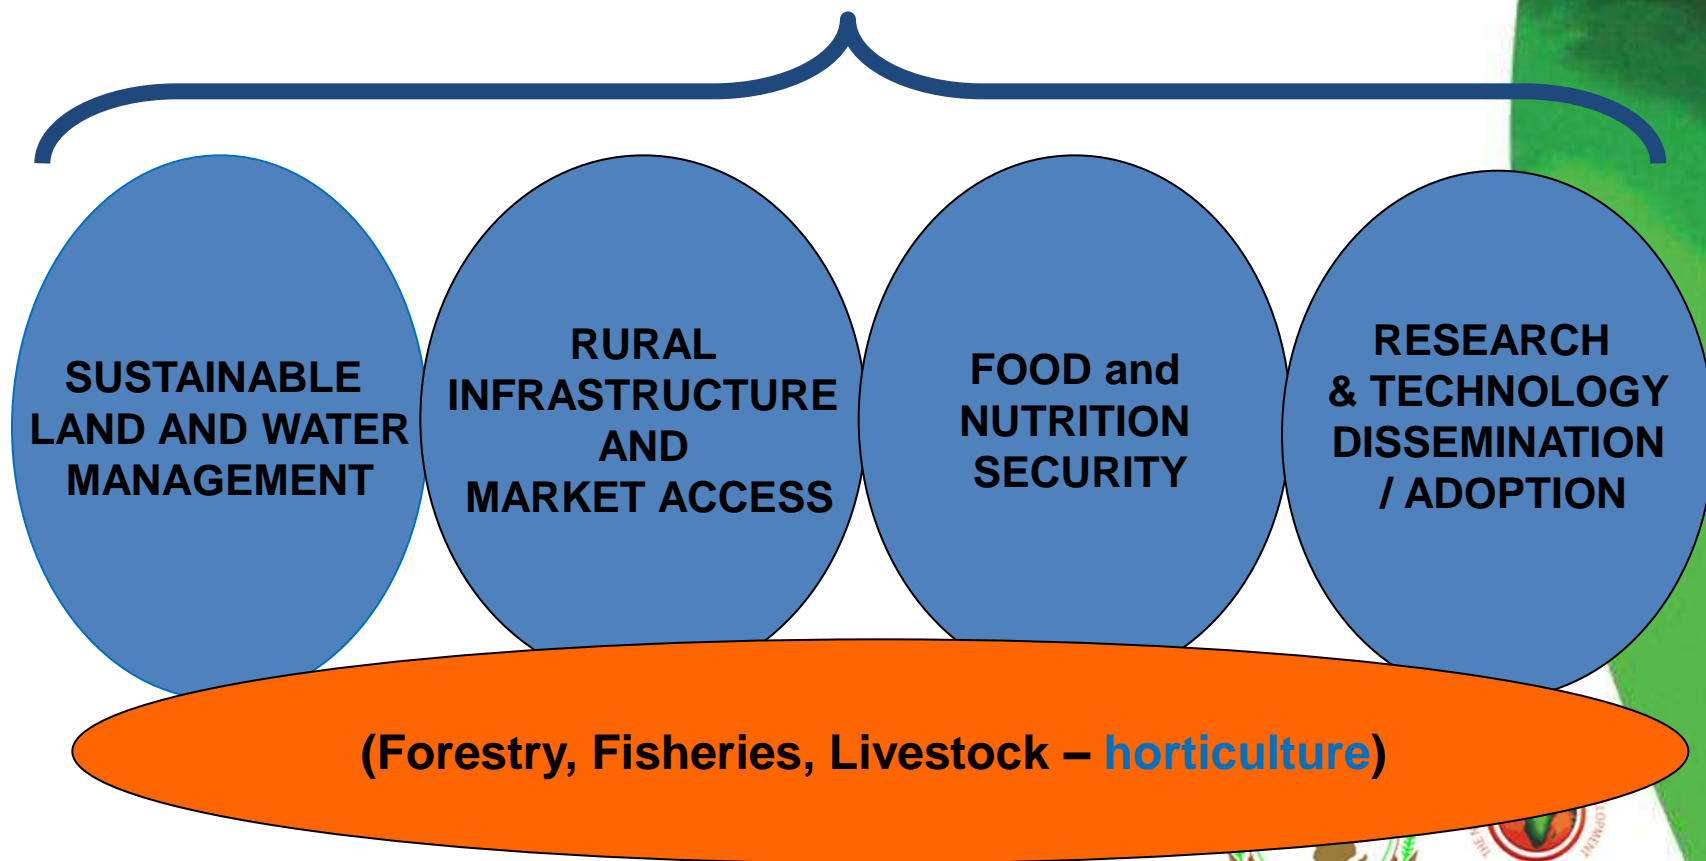 SUSTAINABLE
LAND AND WATER
MANAGEMENT
RURAL
INFRASTRUCTURE
AND
MARKET ACCESS
FOOD and
NUTRITION
SECURITY
RESEARCH
& TECHNOLOGY
DISSEMINATION
/ ADOPTION
(Forestry, Fisheries, Livestock – horticulture)